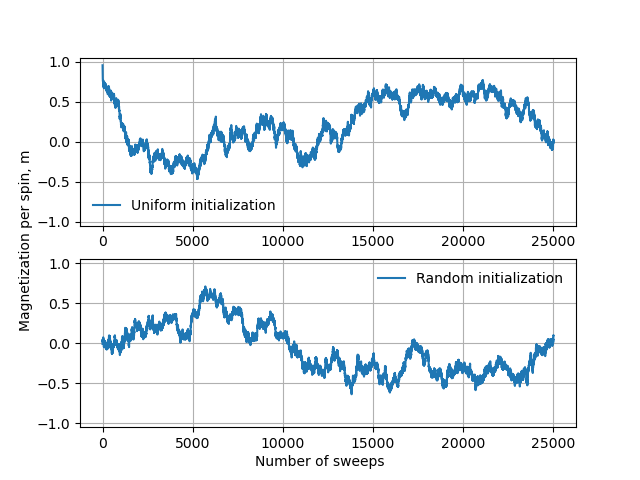 Magnetization per spin, m
1.0
0.5
0.0
−0.5
−1.0
Uniform initialization
0 5000 10000 15000 20000 25000
1.0
0.5
0.0
−0.5
−1.0
Random initialization
0 5000 10000 15000 20000 25000
Number of sweeps